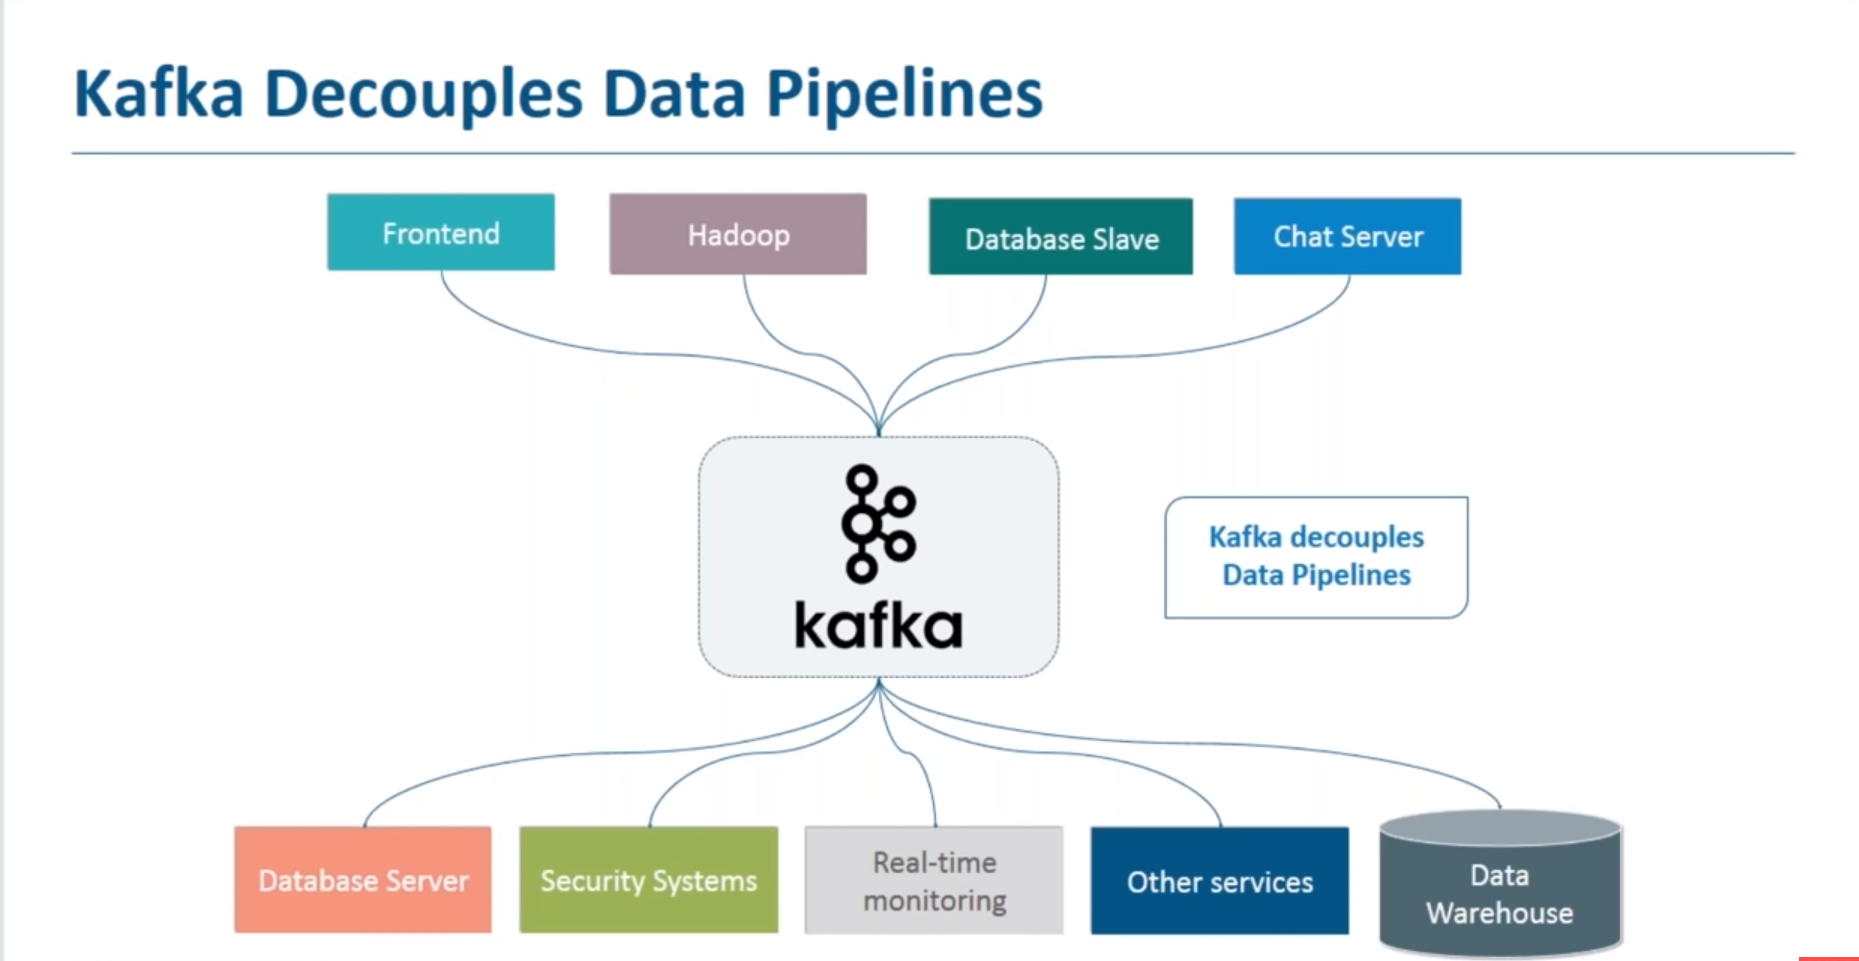 Kafka Decouples Data Pipelines
Frontend
Hadoop
Database Slave
Chat Server
kafka
Kafka decouples
Data Pipelines
Database Server
Security Systems
Real-time
monitoring
Other services
Data
Warehouse